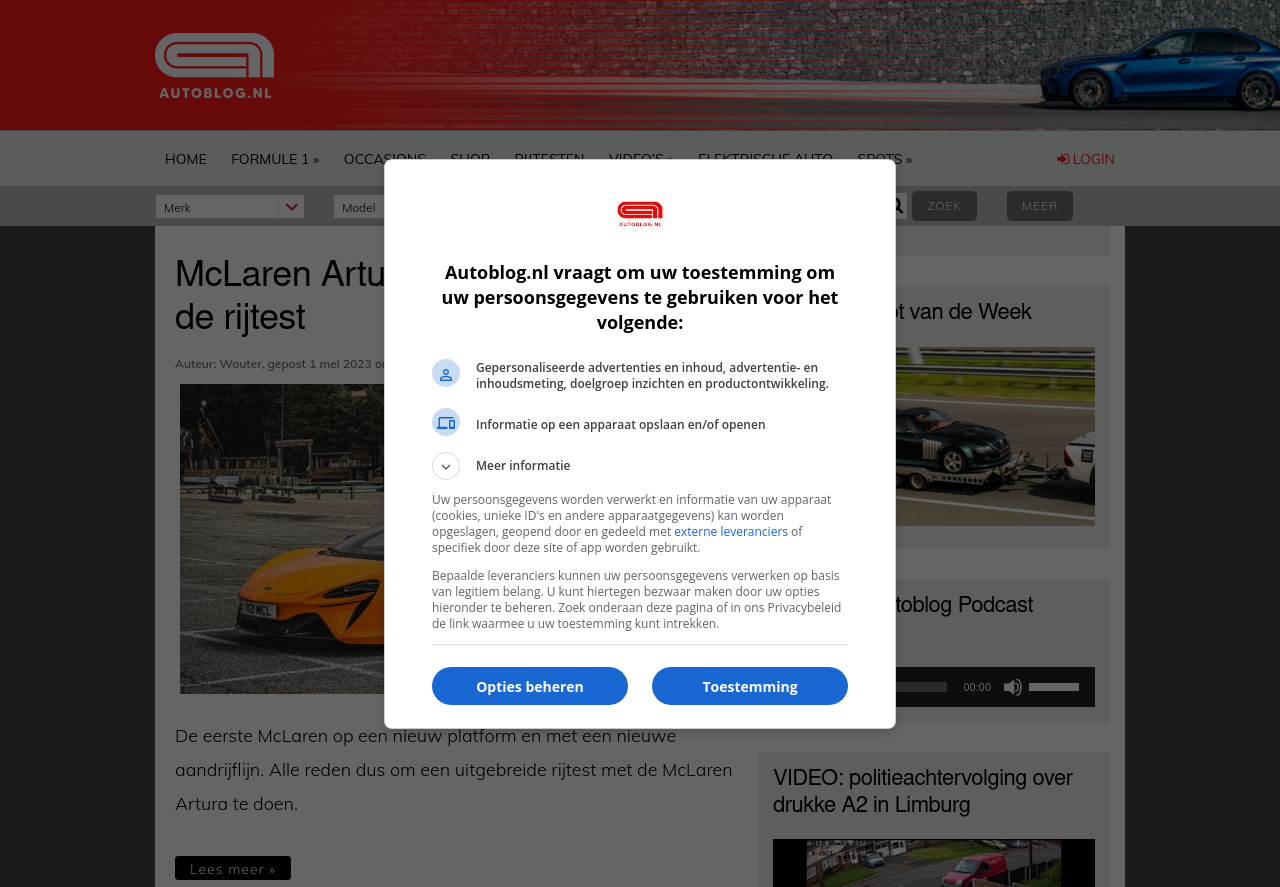 AUTOBLOG.NL
HOME FORMULE 1 » OCCASIONS SHOP RIJTESTEN VIDEO'S » ELEKTRISCHE AUTO SPOTS » LOGIN
Merk Model ZOEK MEER
McLaren Artu
de rijtest
Auteur: Wouter, gepost 1 mei 2023 o
AUTOBLOG.NL
Autoblog.nl vraagt om uw toestemming om
uw persoonsgegevens te gebruiken voor het
volgende:
Gepersonaliseerde advertenties en inhoud, advertentie- en
inhoudsmeting, doelgroep inzichten en productontwikkeling.
Informatie op een apparaat opslaan en/of openen
Meer informatie
Uw persoonsgegevens worden verwerkt en informatie van uw apparaat
(cookies, unieke ID's en andere apparaatgegevens) kan worden
opgeslagen, geopend door en gedeeld met externe leveranciers of
specifiek door deze site of app worden gebruikt.
Bepaalde leveranciers kunnen uw persoonsgegevens verwerken op basis
van legitiem belang. U kunt hiertegen bezwaar maken door uw opties
hieronder te beheren. Zoek onderaan deze pagina of in ons Privacybeleid
de link waarmee u uw toestemming kunt intrekken.
Opties beheren Toestemming
De eerste McLaren op een nieuw platform en met een nieuwe
aandrijflijn. Alle reden dus om een uitgebreide rijtest met de McLaren
Artura te doen.
Lees meer »
ot van de Week
toblog Podcast
00:00
VIDEO: politieachtervolging over
drukke A2 in Limburg